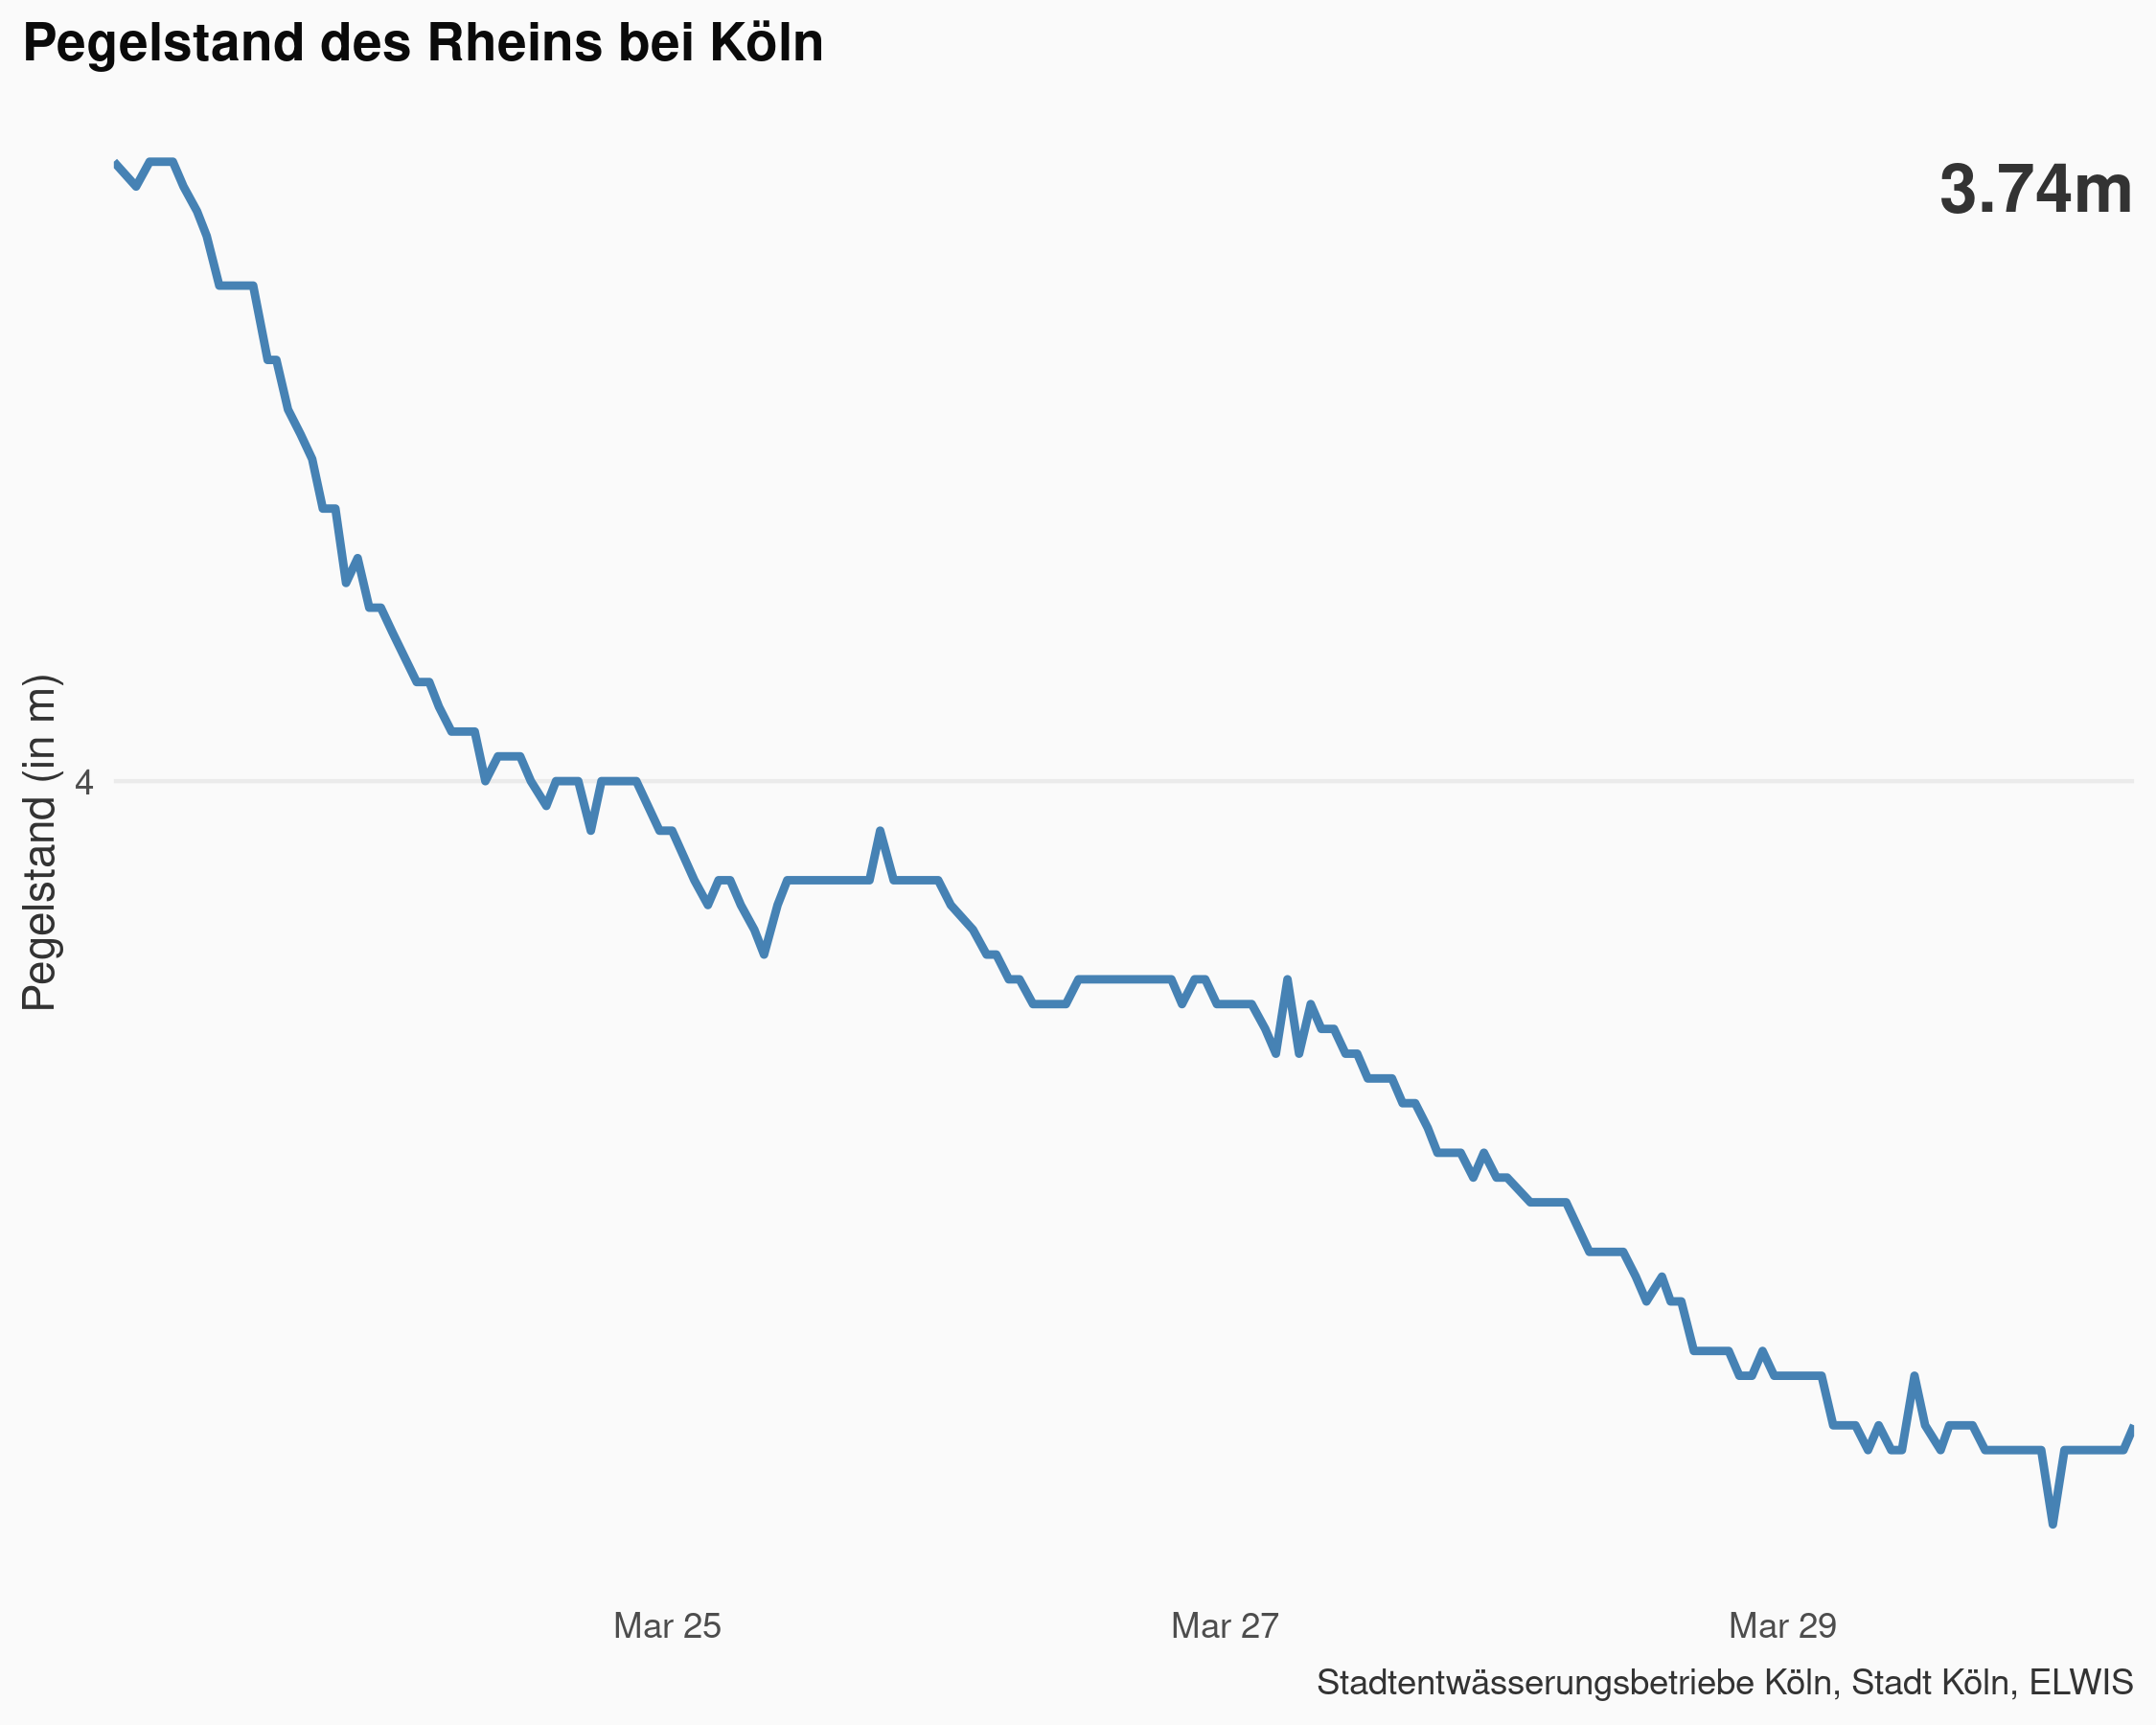 Pegelstand des Rheins bei Köln
3.74m
Pegelstand (in m)
4
Mar 25
Mar 27
Mar 29
Stadtentwässerungsbetriebe Köln, Stadt Köln, ELWIS